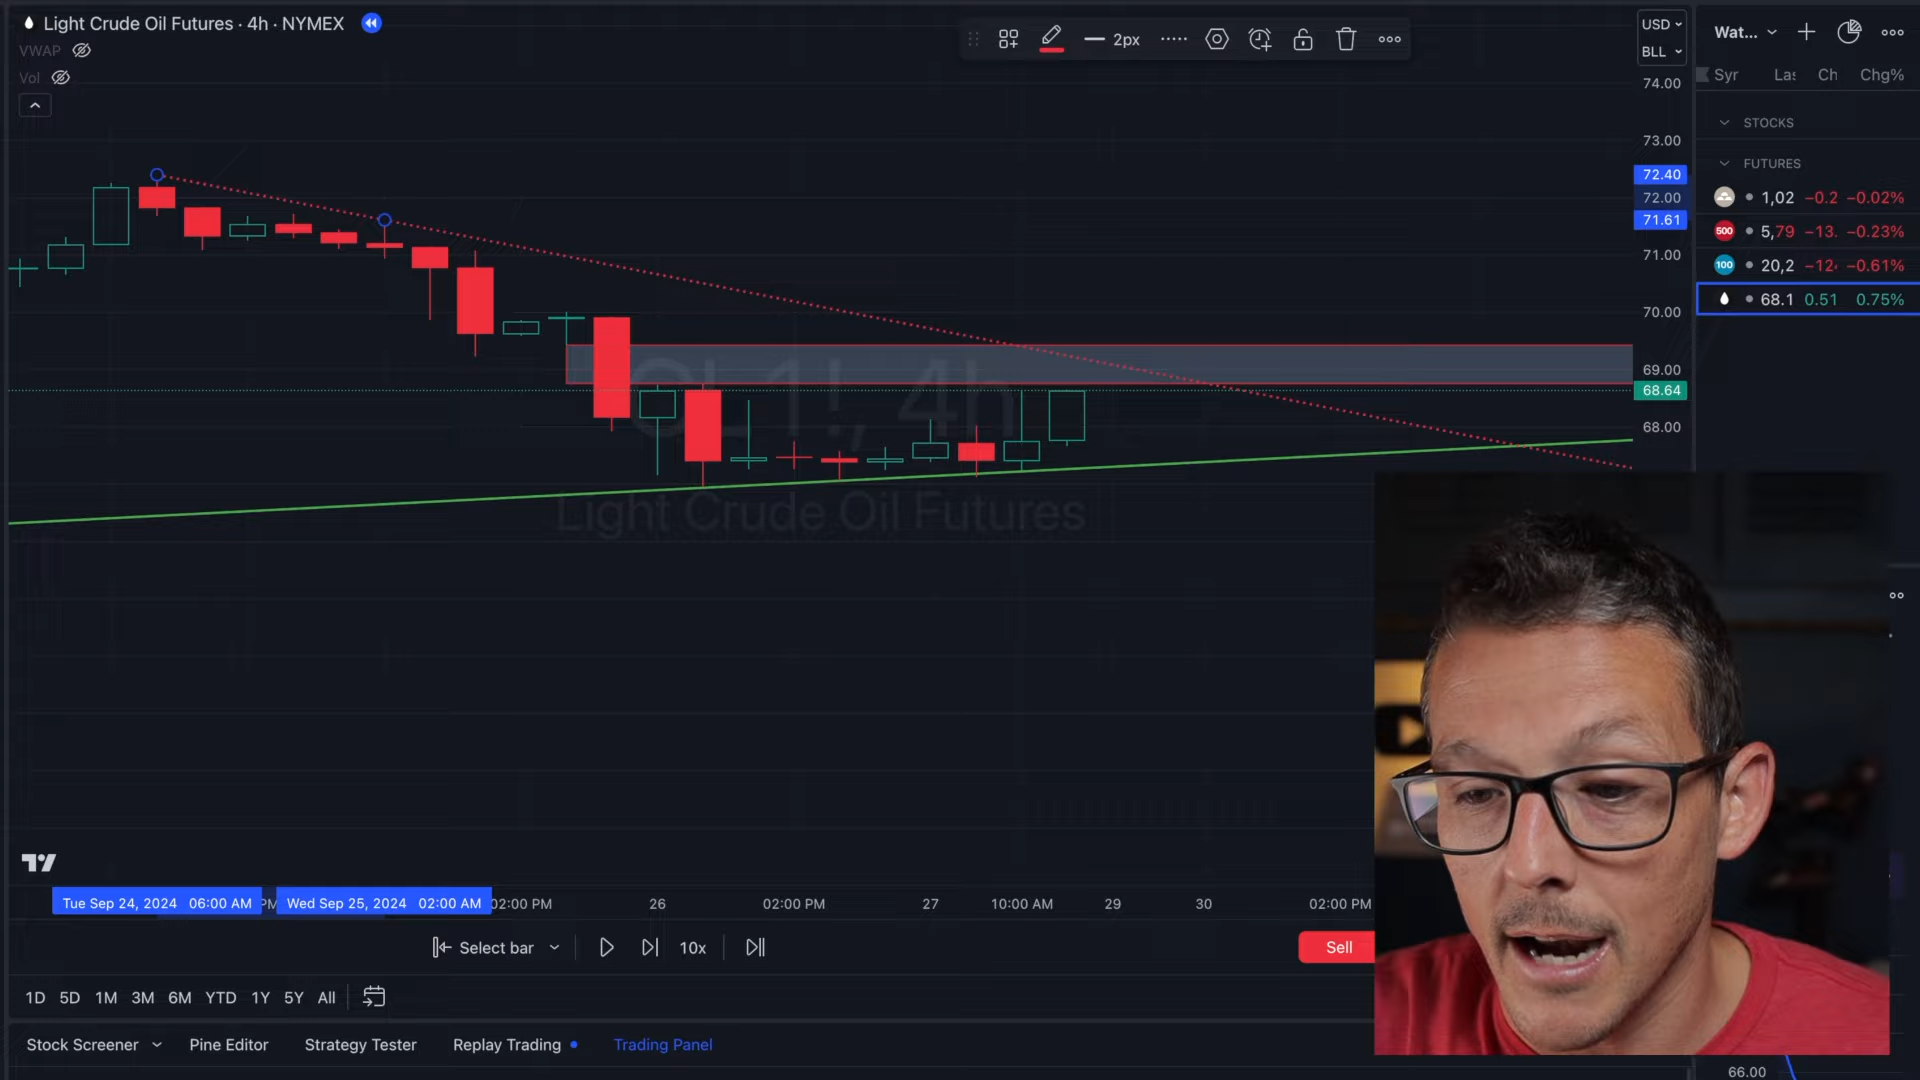 Light Crude Oil Futures · 4h · NYMEX
VWAP
Vol
2px
USD
BLL
74.00
73.00
72.40
72.00
71.61
71.00
70.00
69.00
68.64
68.00
Wat...
Syr Las Ch Chg%
STOCKS
FUTURES
1,02 −0.2 −0.02%
500 5,79 −13. −0.23%
100 20,2 −12 −0.61%
68.1 0.51 0.75%
CL1!, 4h
Light Crude Oil Futures
Tue Sep 24, 2024 06:00 AM PM Wed Sep 25, 2024 02:00 AM 02:00 PM 26 02:00 PM 27 10:00 AM 29 30 02:00 PM
Select bar 10x
Sell
1D 5D 1M 3M 6M YTD 1Y 5Y All
Stock Screener Pine Editor Strategy Tester Replay Trading Trading Panel
66.00